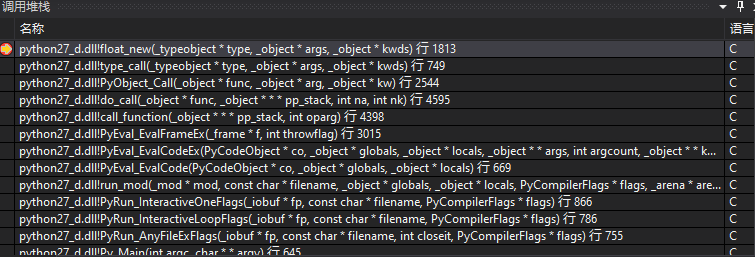 调用堆栈
名称 语言
python27_d.dll!float_new(_typeobject * type, _object * args, _object * kwds) 行 1813 C
python27_d.dll!type_call(_typeobject * type, _object * args, _object * kwds) 行 749 C
python27_d.dll!PyObject_Call(_object * func, _object * arg, _object * kw) 行 2544 C
python27_d.dll!do_call(_object * func, _object * * * pp_stack, int na, int nk) 行 4595 C
python27_d.dll!call_function(_object * * * pp_stack, int oparg) 行 4398 C
python27_d.dll!PyEval_EvalFrameEx(_frame * f, int throwflag) 行 3015 C
python27_d.dll!PyEval_EvalCodeEx(PyCodeObject * co, _object * globals, _object * locals, _object * * args, int argcount, _object * * k... C
python27_d.dll!PyEval_EvalCode(PyCodeObject * co, _object * globals, _object * locals) 行 669 C
python27_d.dll!run_mod(_mod * mod, const char * filename, _object * globals, _object * locals, PyCompilerFlags * flags, _arena * are... C
python27_d.dll!PyRun_InteractiveOneFlags(_iobuf * fp, const char * filename, PyCompilerFlags * flags) 行 866 C
python27_d.dll!PyRun_InteractiveLoopFlags(_iobuf * fp, const char * filename, PyCompilerFlags * flags) 行 786 C
python27_d.dll!PyRun_AnyFileExFlags(_iobuf * fp, const char * filename, int closeit, PyCompilerFlags * flags) 行 755 C
python27_d.dll!Py_Main(int argc, char * * argv) 行 645 C